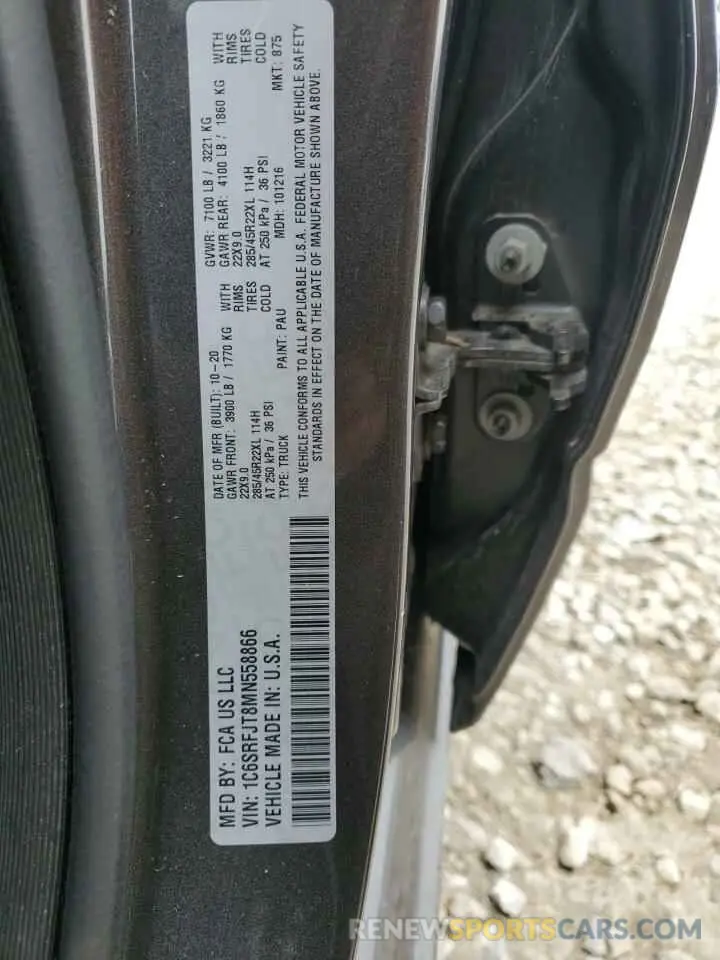 MFD BY: FCA US LLC
VIN: 1C6SRFJT8MN558866
VEHICLE MADE IN: U.S.A.
DATE OF MFR (BUILT): 10-20
GAWR FRONT: 3900 LB / 1770 KG WITH
22X9.0 RIMS
285/45R22XL 114H TIRES
AT 250 kPa / 36 PSI COLD
TYPE: TRUCK PAINT: PAU
GVWR: 7100 LB / 3221 KG
GAWR REAR: 4100 LB / 1860 KG WITH
22X9.0 RIMS
285/45R22XL 114H TIRES
AT 250 kPa / 36 PSI COLD
MDH: 101216 MKT: 875
THIS VEHICLE CONFORMS TO ALL APPLICABLE U.S.A. FEDERAL MOTOR VEHICLE SAFETY
STANDARDS IN EFFECT ON THE DATE OF MANUFACTURE SHOWN ABOVE.
RENEWSPORTSCARS.COM